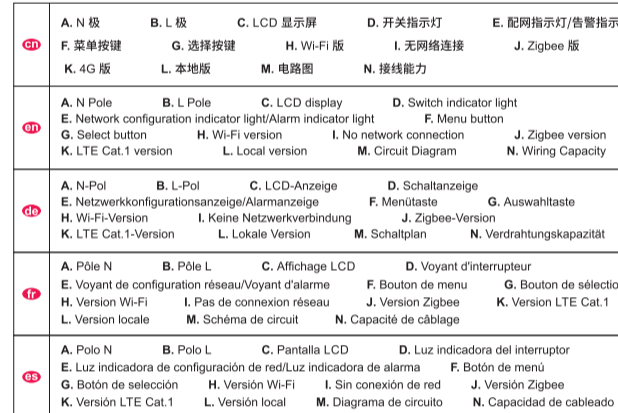 cn
A. N 极 B. L 极 C. LCD 显示屏 D. 开关指示灯 E. 配网指示灯/告警指示
F. 菜单按键 G. 选择按键 H. Wi-Fi 版 I. 无网络连接 J. Zigbee 版
K. 4G 版 L. 本地版 M. 电路图 N. 接线能力
en
A. N Pole B. L Pole C. LCD display D. Switch indicator light
E. Network configuration indicator light/Alarm indicator light F. Menu button
G. Select button H. Wi-Fi version I. No network connection J. Zigbee version
K. LTE Cat.1 version L. Local version M. Circuit Diagram N. Wiring Capacity
de
A. N-Pol B. L-Pol C. LCD-Anzeige D. Schaltanzeige
E. Netzwerkkonfigurationsanzeige/Alarmanzeige F. Menütaste G. Auswahltaste
H. Wi-Fi-Version I. Keine Netzwerkverbindung J. Zigbee-Version
K. LTE Cat.1-Version L. Lokale Version M. Schaltplan N. Verdrahtungskapazität
fr
A. Pôle N B. Pôle L C. Affichage LCD D. Voyant d'interrupteur
E. Voyant de configuration réseau/Voyant d'alarme F. Bouton de menu G. Bouton de sélectio
H. Version Wi-Fi I. Pas de connexion réseau J. Version Zigbee K. Version LTE Cat.1
L. Version locale M. Schéma de circuit N. Capacité de câblage
es
A. Polo N B. Polo L C. Pantalla LCD D. Luz indicadora del interruptor
E. Luz indicadora de configuración de red/Luz indicadora de alarma F. Botón de menú
G. Botón de selección H. Versión Wi-Fi I. Sin conexión de red J. Versión Zigbee
K. Versión LTE Cat.1 L. Versión local M. Diagrama de circuito N. Capacidad de cableado